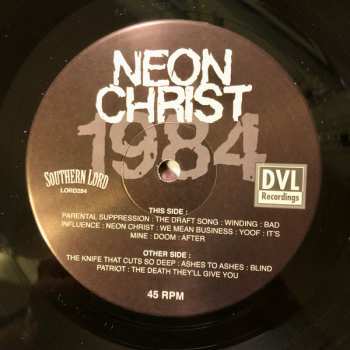 NEON
CHRIST
1984
SOUTHERN LORD
LORD284
DVL
Recordings
THIS SIDE :
PARENTAL SUPPRESSION : THE DRAFT SONG : WINDING : BAD
INFLUENCE : NEON CHRIST : WE MEAN BUSINESS : YOOF : IT'S
MINE : DOOM : AFTER
OTHER SIDE :
THE KNIFE THAT CUTS SO DEEP : ASHES TO ASHES : BLIND
PATRIOT : THE DEATH THEY'LL GIVE YOU
45 RPM